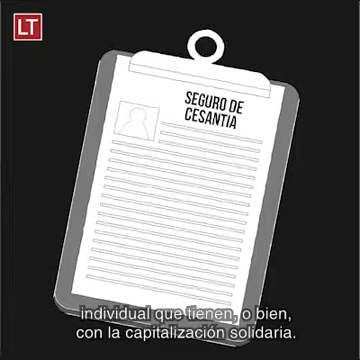 LT
SEGURO DE
CESANTIA
individual que tienen, o bien,
con la capitalización solidaria.